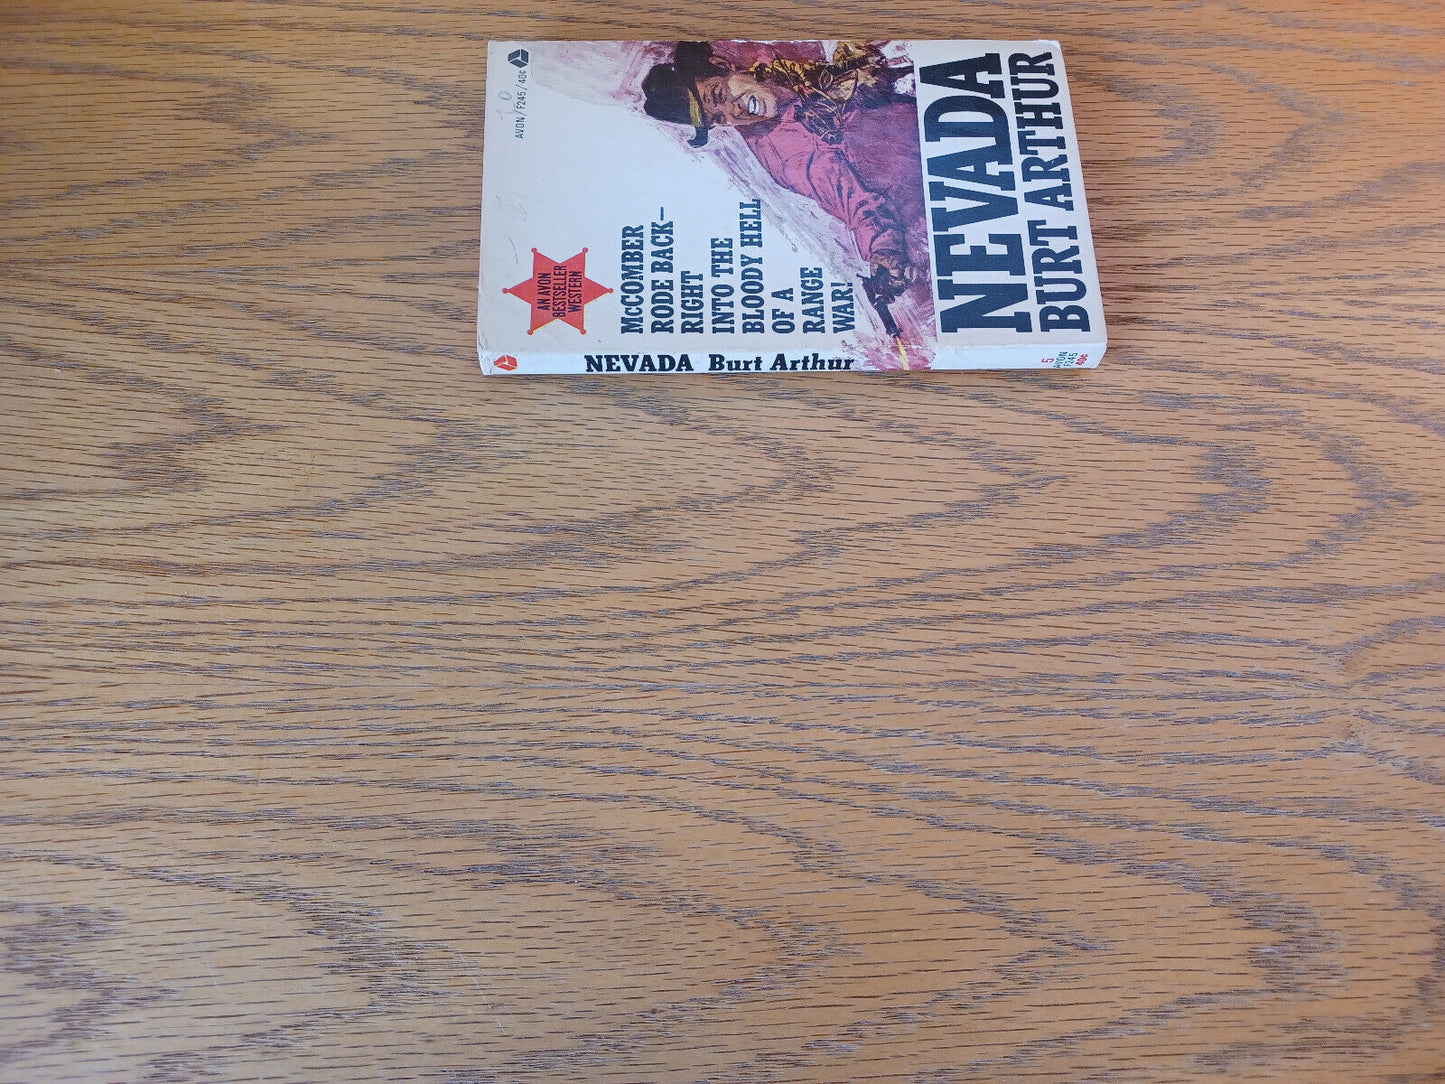 AVON / F245 / 40¢
AN AVON
BESTSELLER
WESTERN
McCOMBER
RODE BACK—
RIGHT
INTO THE
BLOODY HELL
OF A
RANGE
WAR!
NEVADA
BURT ARTHUR
NEVADA Burt Arthur
5
AVON
F245
40¢